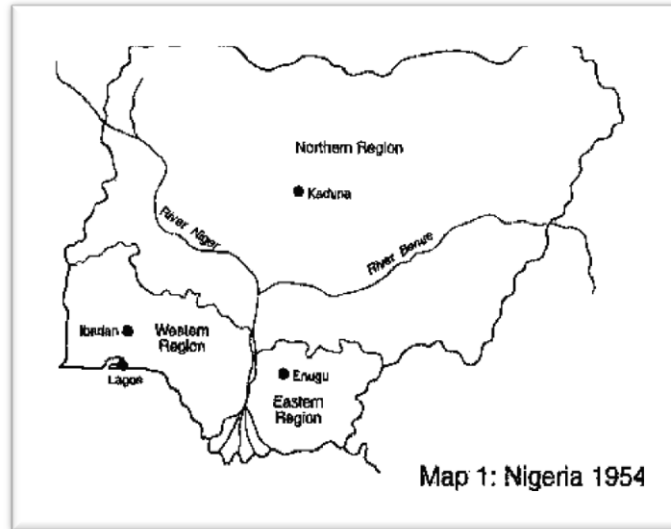 Northern Region
Kaduna
River Niger
River Benue
Ibadan
Western
Region
Lagos
Enugu
Eastern
Region
Map 1: Nigeria 1954